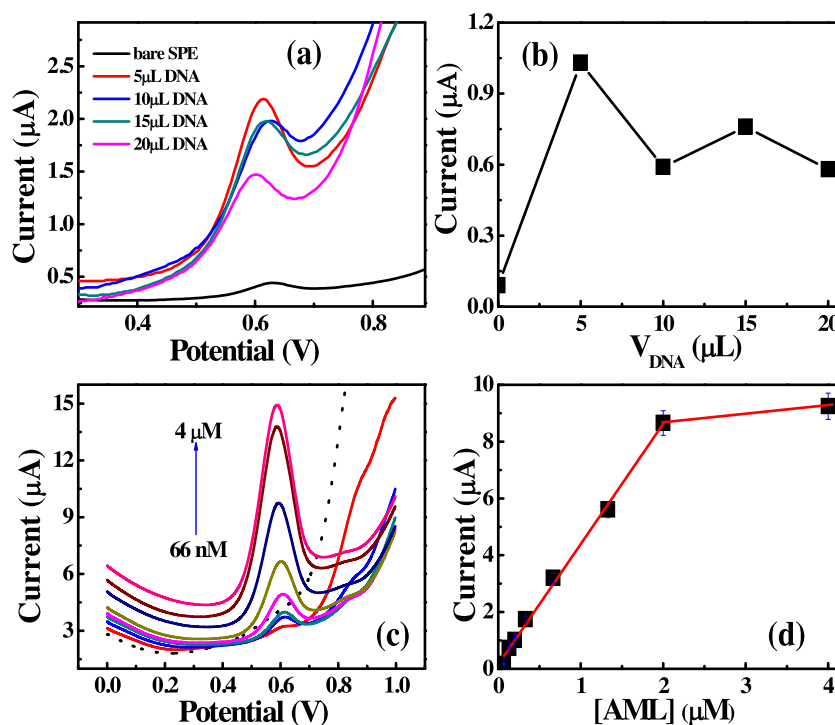 (a)
bare SPE
5μL DNA
10μL DNA
15μL DNA
20μL DNA
2.5
2.0
1.5
1.0
0.5
0.4 0.6 0.8
Current (μA)
Potential (V)
(b)
1.2
0.9
0.6
0.3
0.0
0 5 10 15 20
Current (μA)
V_DNA (μL)
15
12
9
6
3
4 μM
66 nM
(c)
0.0 0.2 0.4 0.6 0.8 1.0
Current (μA)
Potential (V)
10
8
6
4
2
0
(d)
0 1 2 3 4
Current (μA)
[AML] (μM)